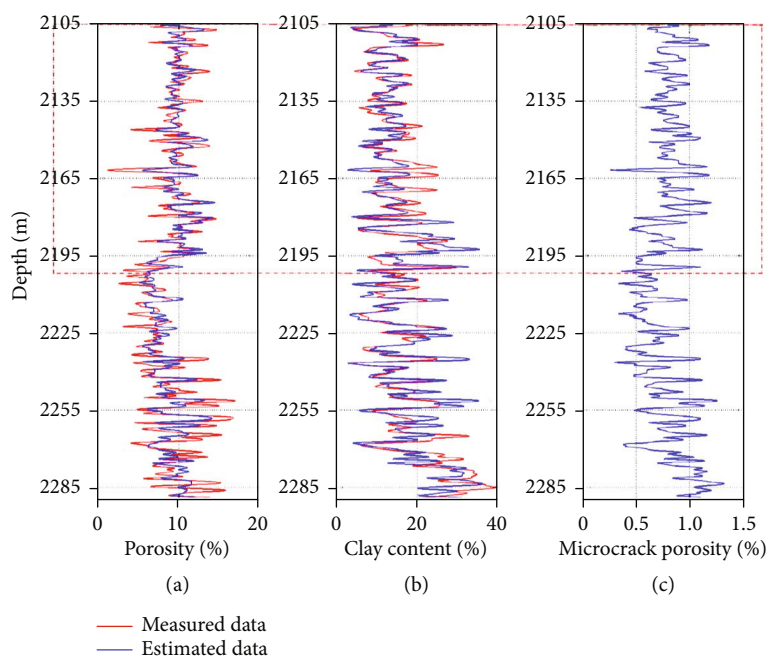 2105 2105 2105
2135 2135 2135
2165 2165 2165
2195 2195 2195
2225 2225 2225
2255 2255 2255
2285 2285 2285
Depth (m)
0 10 20 0 20 40 0 0.5 1.0 1.5
Porosity (%) Clay content (%) Microcrack porosity (%)
(a) (b) (c)
Measured data
Estimated data